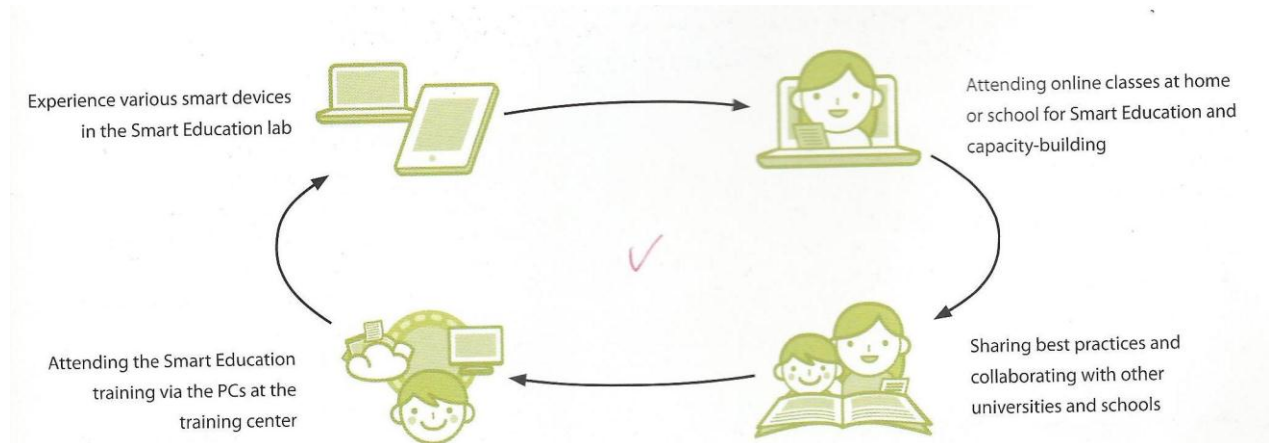 Experience various smart devices
in the Smart Education lab
Attending online classes at home
or school for Smart Education and
capacity-building
Sharing best practices and
collaborating with other
universities and schools
Attending the Smart Education
training via the PCs at the
training center